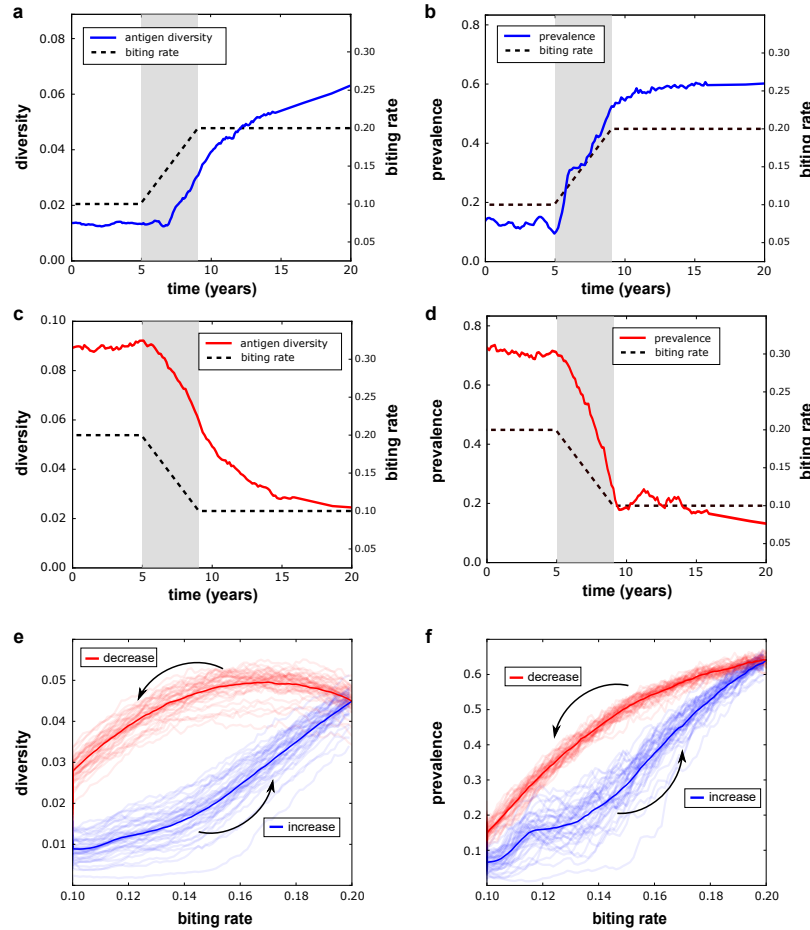 a
antigen diversity
biting rate
0.08
0.06
0.04
0.02
0.00
diversity
0.30
0.25
0.20
0.15
0.10
0.05
biting rate
0 5 10 15 20
time (years)
b
prevalence
biting rate
0.8
0.6
0.4
0.2
0.0
prevalence
0.30
0.25
0.20
0.15
0.10
0.05
biting rate
0 5 10 15 20
time (years)
c
antigen diversity
biting rate
0.10
0.08
0.06
0.04
0.02
0.00
diversity
0.30
0.25
0.20
0.15
0.10
0.05
biting rate
0 5 10 15 20
time (years)
d
prevalence
biting rate
0.8
0.6
0.4
0.2
0.0
prevalence
0.30
0.25
0.20
0.15
0.10
0.05
biting rate
0 5 10 15 20
time (years)
e
decrease
increase
0.05
0.04
0.03
0.02
0.01
diversity
0.10 0.12 0.14 0.16 0.18 0.20
biting rate
f
decrease
increase
0.6
0.5
0.4
0.3
0.2
0.1
prevalence
0.10 0.12 0.14 0.16 0.18 0.20
biting rate